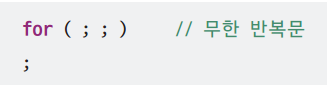 for ( ; ; ) // 무한 반복문
;